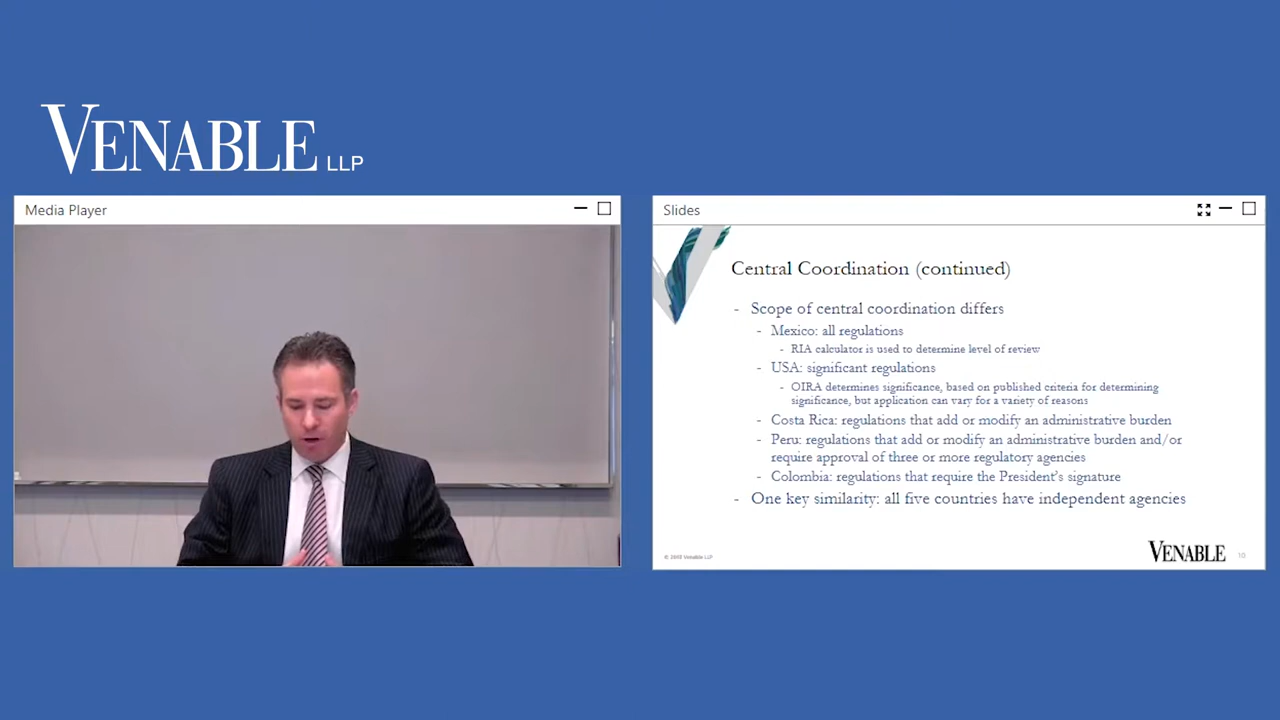 VENABLE LLP
Media Player
Slides
Central Coordination (continued)
- Scope of central coordination differs
- Mexico: all regulations
- RIA calculator is used to determine level of review
- USA: significant regulations
- OIRA determines significance, based on published criteria for determining
significance, but application can vary for a variety of reasons
- Costa Rica: regulations that add or modify an administrative burden
- Peru: regulations that add or modify an administrative burden and/or
require approval of three or more regulatory agencies
- Colombia: regulations that require the President's signature
- One key similarity: all five countries have independent agencies
© 2018 Venable LLP
VENABLE
10